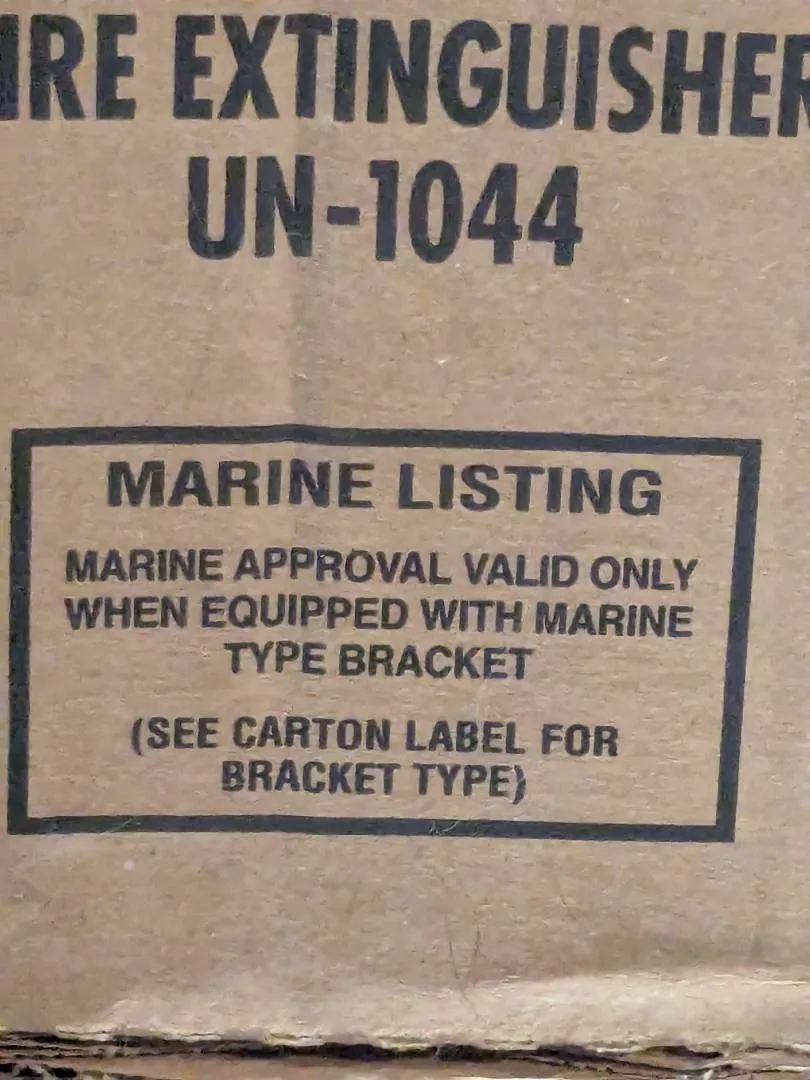 IRE EXTINGUISHER
UN-1044
MARINE LISTING
MARINE APPROVAL VALID ONLY
WHEN EQUIPPED WITH MARINE
TYPE BRACKET
(SEE CARTON LABEL FOR
BRACKET TYPE)